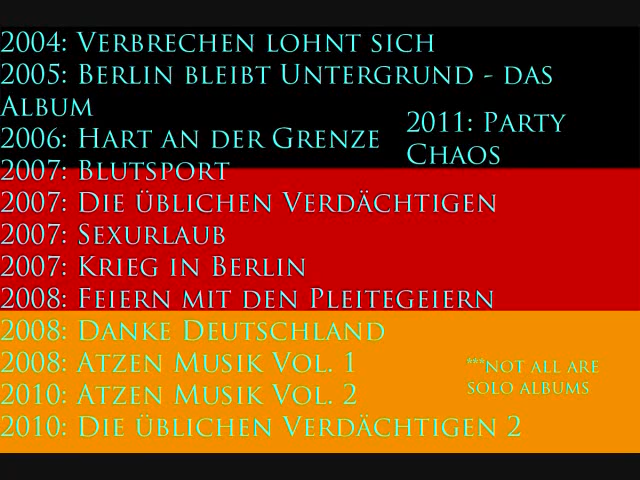 2004: Verbrechen lohnt sich
2005: Berlin bleibt Untergrund - das
Album
2006: Hart an der Grenze
2007: Blutsport
2007: Die üblichen Verdächtigen
2007: Sexurlaub
2007: Krieg in Berlin
2008: Feiern mit den Pleitegeiern
2008: Danke Deutschland
2008: Atzen Musik Vol. 1
2010: Atzen Musik Vol. 2
2010: Die üblichen Verdächtigen 2
2011: Party
Chaos
***not all are
solo albums